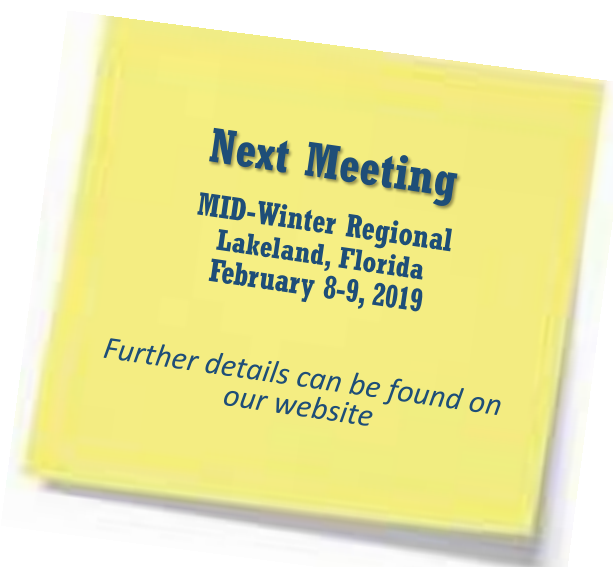 Next Meeting
MID-Winter Regional
Lakeland, Florida
February 8-9, 2019
Further details can be found on
our website